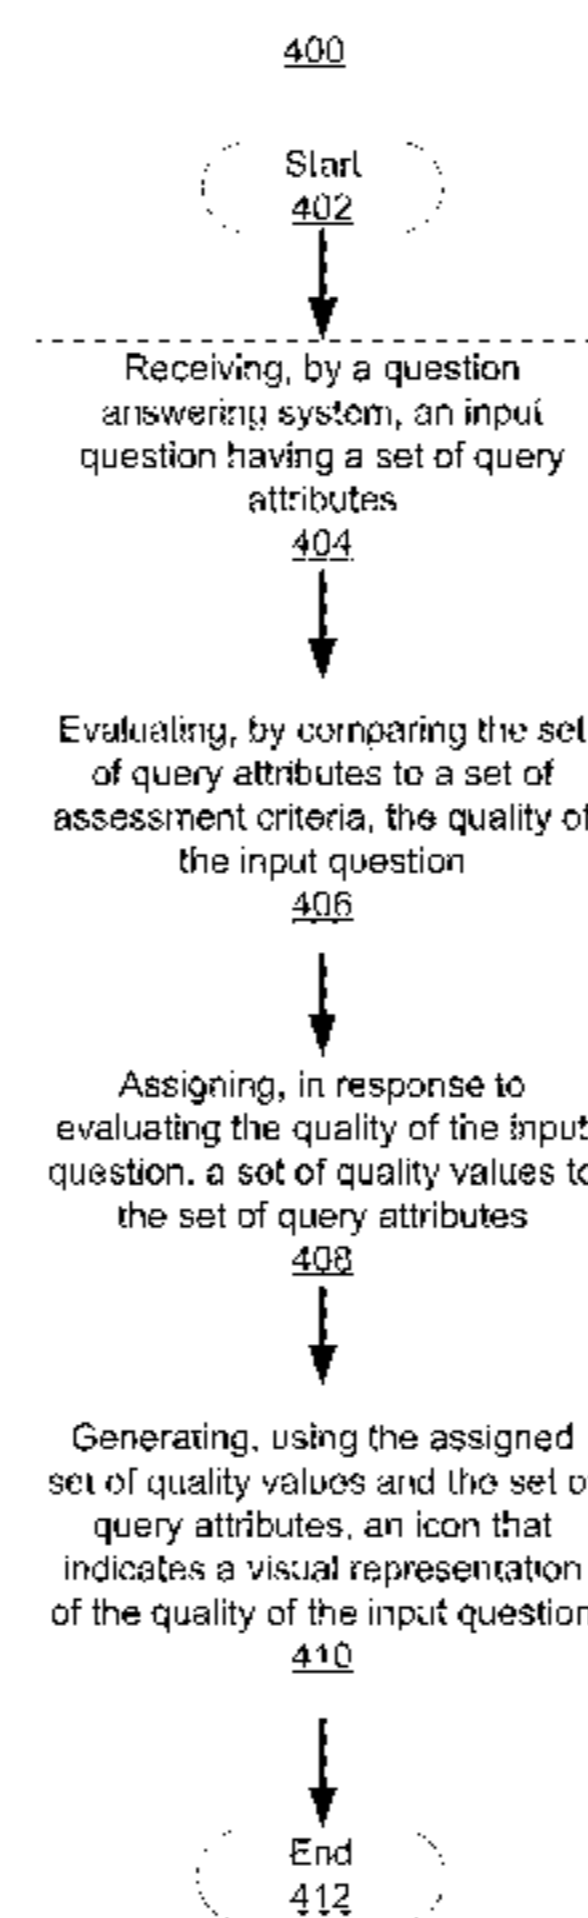 400
Start
402
Receiving, by a question
answering system, an input
question having a set of query
attributes
404
Evaluating, by comparing the set
of query attributes to a set of
assessment criteria, the quality of
the input question
406
Assigning, in response to
evaluating the quality of the input
question, a set of quality values to
the set of query attributes
408
Generating, using the assigned
set of quality values and the set of
query attributes, an icon that
indicates a visual representation
of the quality of the input question
410
End
412